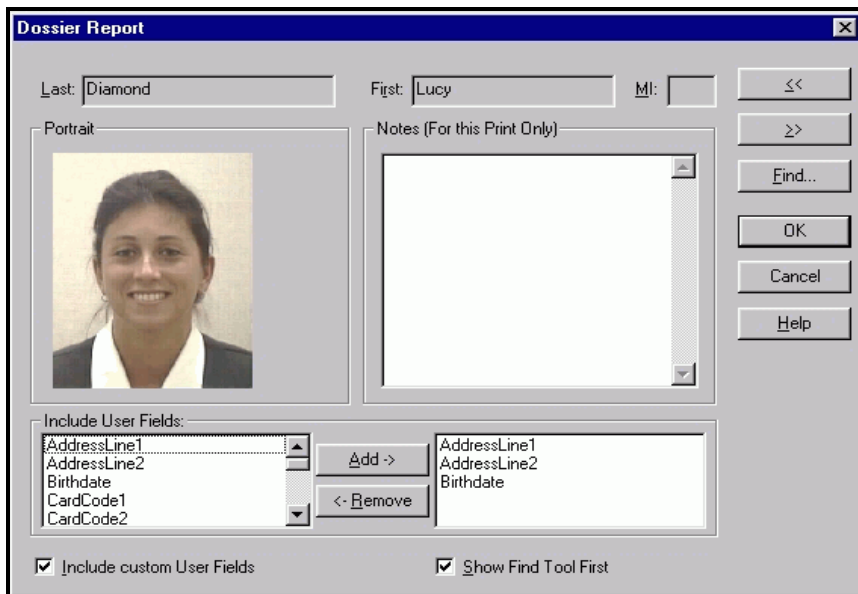 Dossier Report
Last: Diamond First: Lucy MI:
<<
Portrait Notes (For this Print Only)
>>
Find...
OK
Cancel
Help
Include User Fields:
AddressLine1
AddressLine2
Birthdate
CardCode1
CardCode2
Add ->
<- Remove
AddressLine1
AddressLine2
Birthdate
Include custom User Fields Show Find Tool First